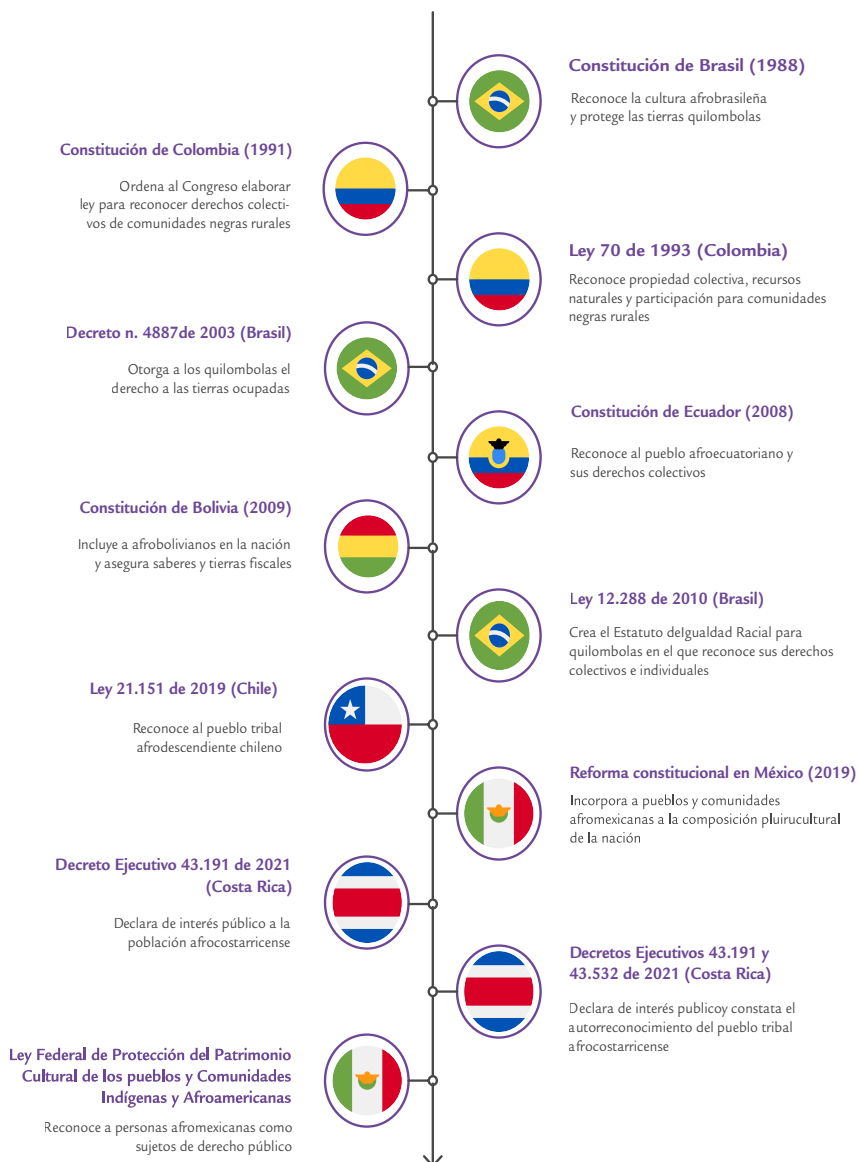 Constitución de Brasil (1988)
Reconoce la cultura afrobrasileña
y protege las tierras quilombolas
Constitución de Colombia (1991)
Ordena al Congreso elaborar
ley para reconocer derechos colecti-
vos de comunidades negras rurales
Ley 70 de 1993 (Colombia)
Reconoce propiedad colectiva, recursos
naturales y participación para comunidades
negras rurales
Decreto n. 4887de 2003 (Brasil)
Otorga a los quilombolas el
derecho a las tierras ocupadas
Constitución de Ecuador (2008)
Reconoce al pueblo afroecuatoriano y
sus derechos colectivos
Constitución de Bolivia (2009)
Incluye a afrobolivianos en la nación
y asegura saberes y tierras fiscales
Ley 12.288 de 2010 (Brasil)
Crea el Estatuto deIgualdad Racial para
quilombolas en el que reconoce sus derechos
colectivos e individuales
Ley 21.151 de 2019 (Chile)
Reconoce al pueblo tribal
afrodescendiente chileno
Reforma constitucional en México (2019)
Incorpora a pueblos y comunidades
afromexicanas a la composición pluirucultural
de la nación
Decreto Ejecutivo 43.191 de 2021
(Costa Rica)
Declara de interés público a la
población afrocostarricense
Decretos Ejecutivos 43.191 y
43.532 de 2021 (Costa Rica)
Declara de interés publicoy constata el
autorreconocimiento del pueblo tribal
afrocostarricense
Ley Federal de Protección del Patrimonio
Cultural de los pueblos y Comunidades
Indígenas y Afroamericanas
Reconoce a personas afromexicanas como
sujetos de derecho público